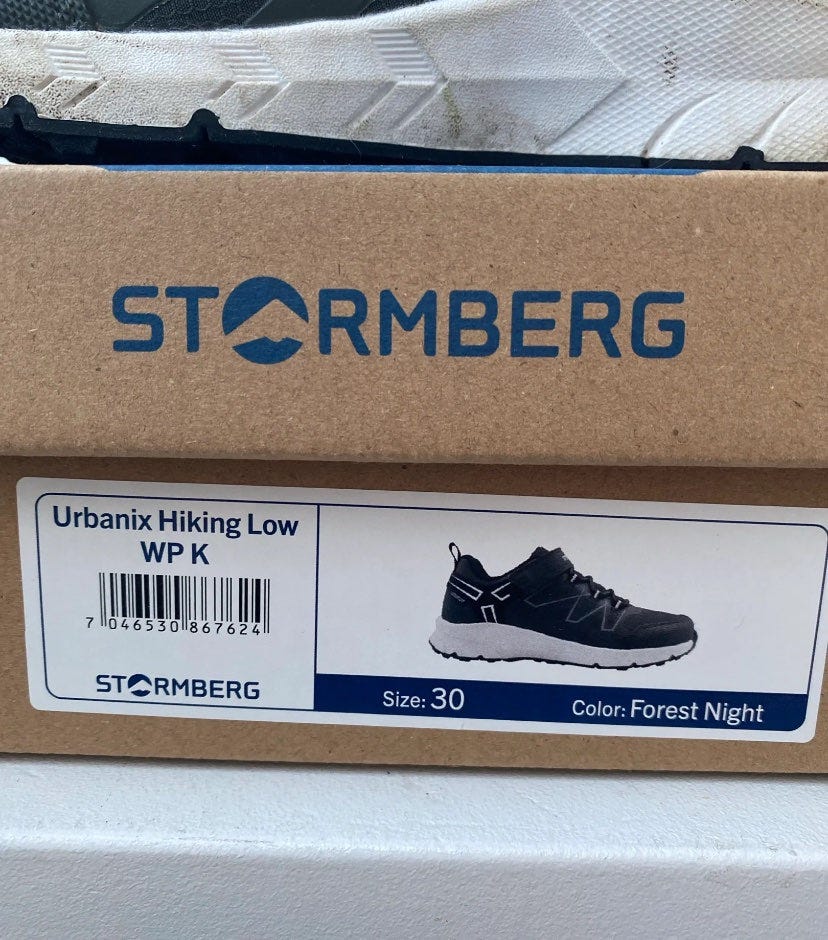 STORMBERG
Urbanix Hiking Low
WP K
7 046530 867624
STORMBERG
Size: 30
Color: Forest Night